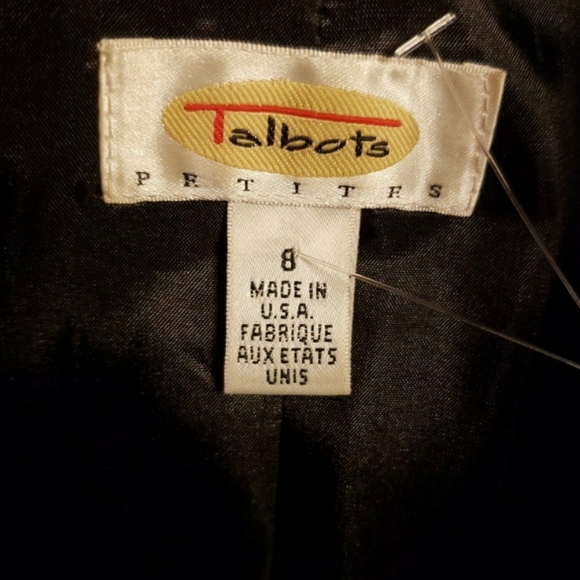 Talbots
PETITES
8
MADE IN
U.S.A.
FABRIQUE
AUX ETATS
UNIS